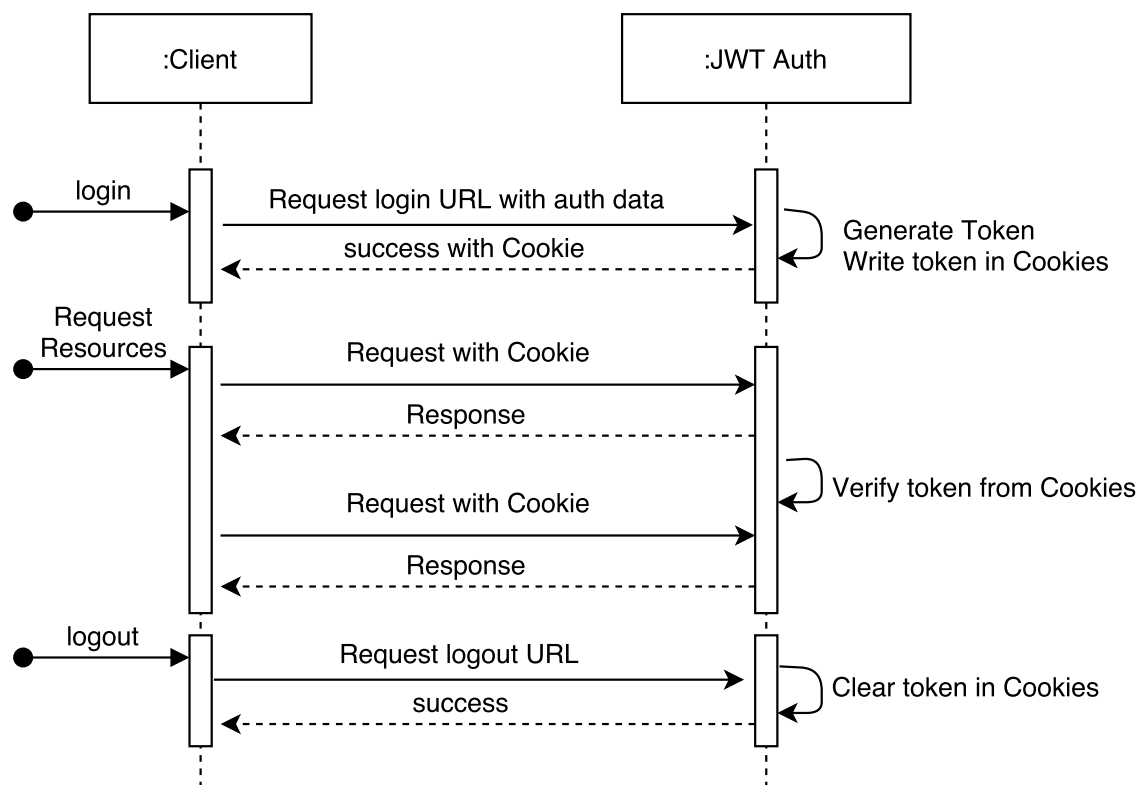 :Client
:JWT Auth
login
Request login URL with auth data
success with Cookie
Generate Token
Write token in Cookies
Request
Resources
Request with Cookie
Response
Verify token from Cookies
Request with Cookie
Response
logout
Request logout URL
success
Clear token in Cookies